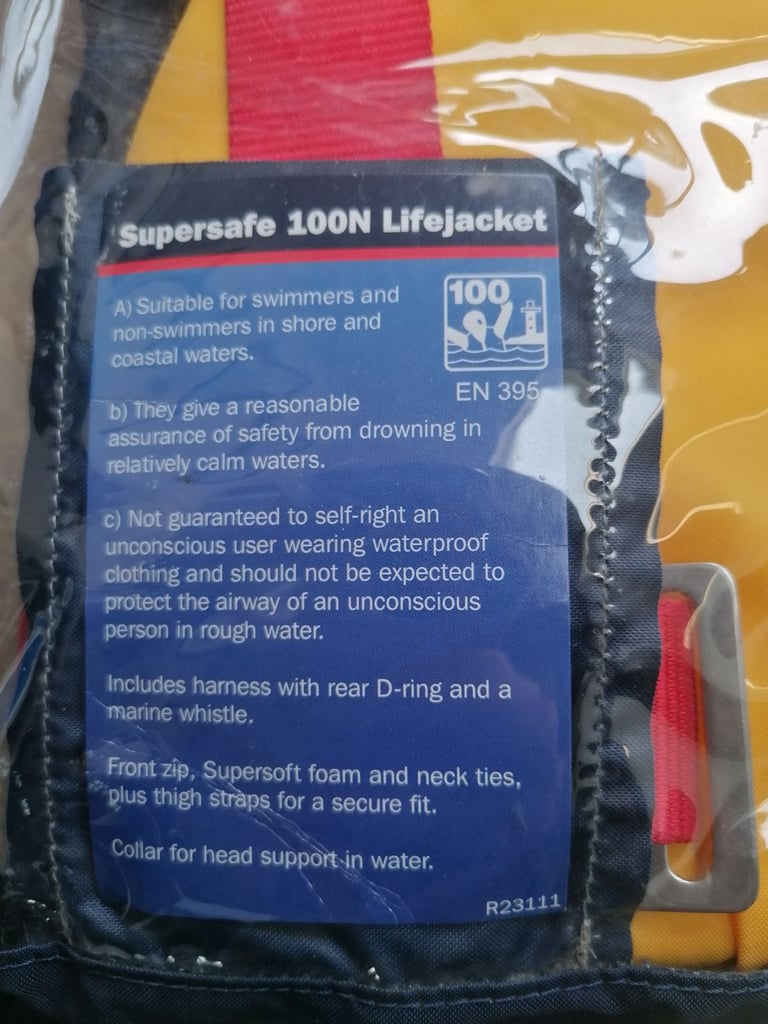 Supersafe 100N Lifejacket
A) Suitable for swimmers and
non-swimmers in shore and
coastal waters.
100
EN 395
b) They give a reasonable
assurance of safety from drowning in
relatively calm waters.
c) Not guaranteed to self-right an
unconscious user wearing waterproof
clothing and should not be expected to
protect the airway of an unconscious
person in rough water.
Includes harness with rear D-ring and a
marine whistle.
Front zip, Supersoft foam and neck ties,
plus thigh straps for a secure fit.
Collar for head support in water.
R23111